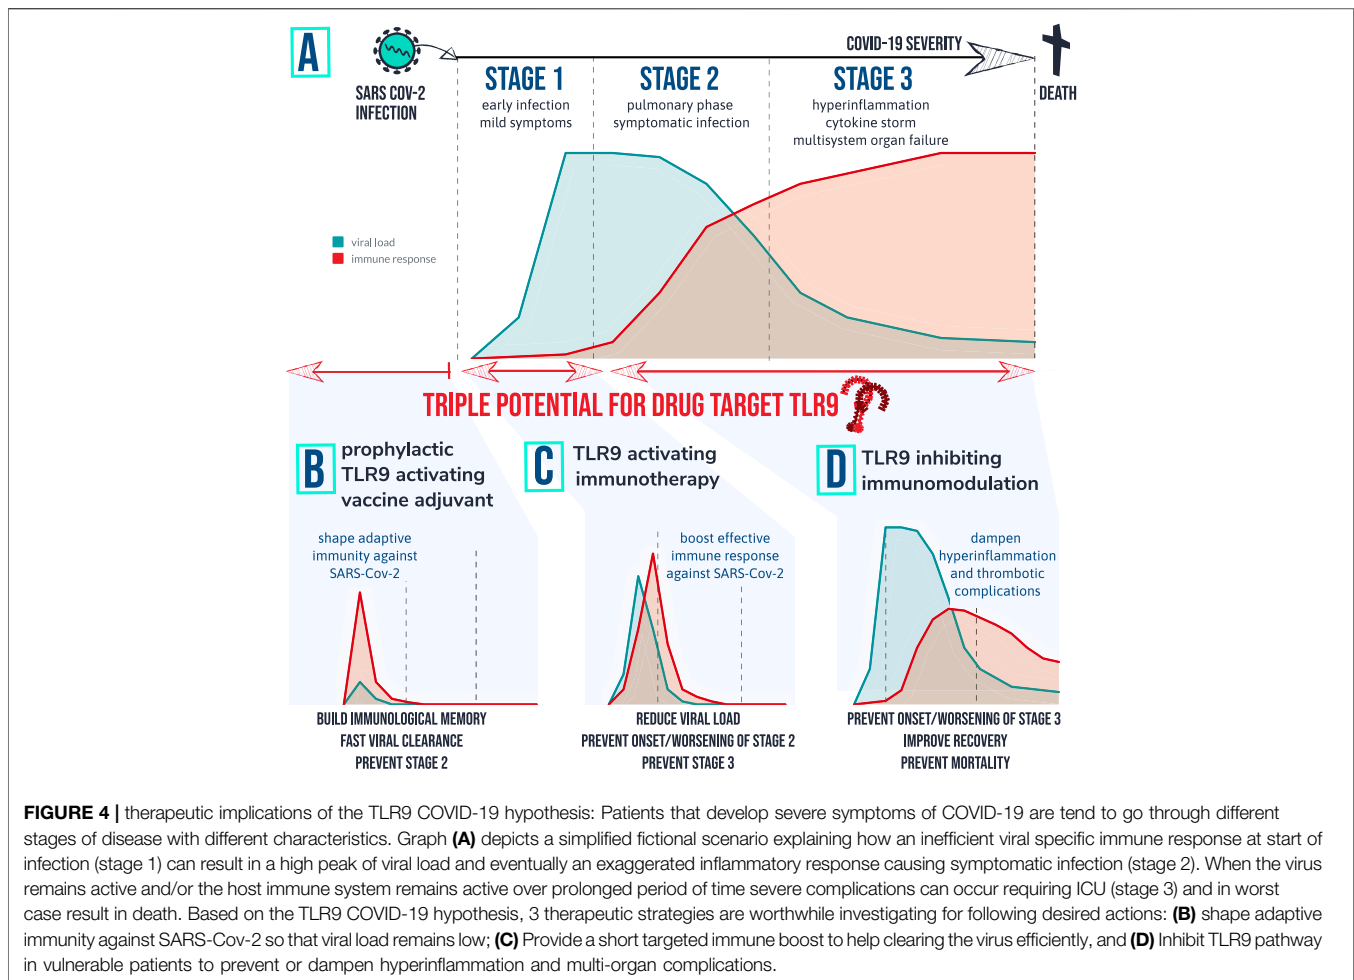 A
SARS COV-2
INFECTION
COVID-19 SEVERITY
DEATH
STAGE 1
early infection
mild symptoms
STAGE 2
pulmonary phase
symptomatic infection
STAGE 3
hyperinflammation
cytokine storm
multisystem organ failure
viral load
immune response
TRIPLE POTENTIAL FOR DRUG TARGET TLR9
B
prophylactic
TLR9 activating
vaccine adjuvant
shape adaptive
immunity against
SARS-Cov-2
BUILD IMMUNOLOGICAL MEMORY
FAST VIRAL CLEARANCE
PREVENT STAGE 2
C
TLR9 activating
immunotherapy
boost effective
immune response
against SARS-CoV-2
REDUCE VIRAL LOAD
PREVENT ONSET/WORSENING OF STAGE 2
PREVENT STAGE 3
D
TLR9 inhibiting
immunomodulation
dampen
hyperinflammation
and thrombotic
complications
PREVENT ONSET/WORSENING OF STAGE 3
IMPROVE RECOVERY
PREVENT MORTALITY
FIGURE 4 | therapeutic implications of the TLR9 COVID-19 hypothesis: Patients that develop severe symptoms of COVID-19 are tend to go through different
stages of disease with different characteristics. Graph (A) depicts a simplified fictional scenario explaining how an inefficient viral specific immune response at start of
infection (stage 1) can result in a high peak of viral load and eventually an exaggerated inflammatory response causing symptomatic infection (stage 2). When the virus
remains active and/or the host immune system remains active over prolonged period of time severe complications can occur requiring ICU (stage 3) and in worst
case result in death. Based on the TLR9 COVID-19 hypothesis, 3 therapeutic strategies are worthwhile investigating for following desired actions: (B) shape adaptive
immunity against SARS-Cov-2 so that viral load remains low; (C) Provide a short targeted immune boost to help clearing the virus efficiently, and (D) Inhibit TLR9 pathway
in vulnerable patients to prevent or dampen hyperinflammation and multi-organ complications.